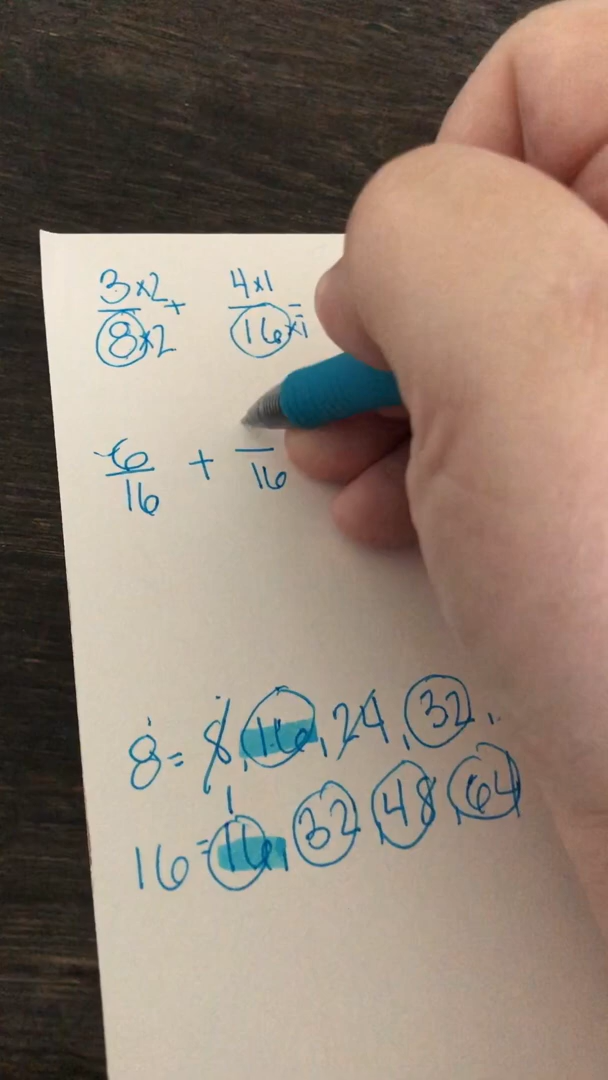 3×2 + 4×1 =
8×2 16×1
6 + 
16 16
8 = 8, 16, 24, 32,
16 = 16, 32, 48, 64